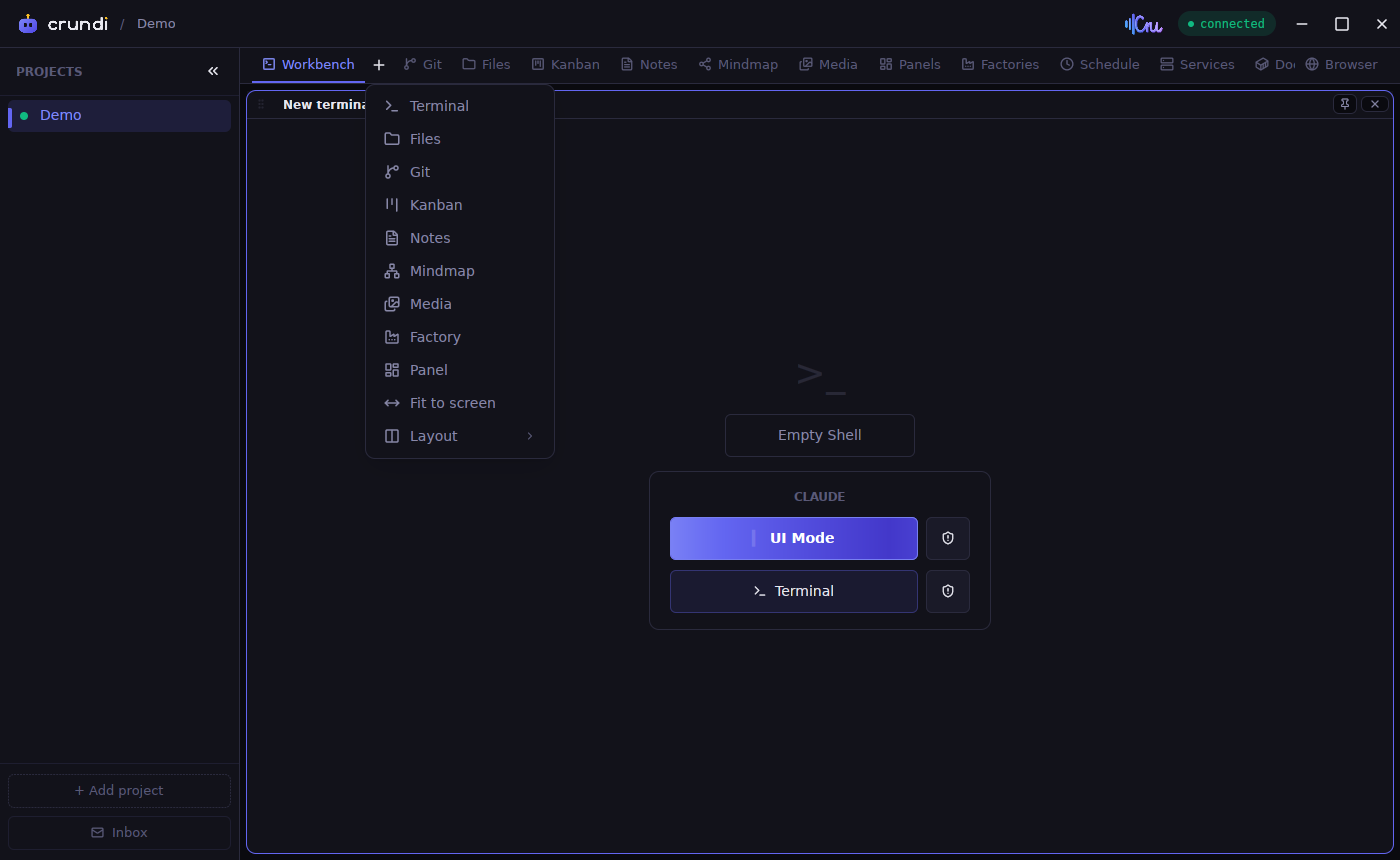 crundi / Demo
Cru
connected
PROJECTS
Workbench
Git
Files
Kanban
Notes
Mindmap
Media
Panels
Factories
Schedule
Services
Browser
Demo
New
Terminal
Files
Git
Kanban
Notes
Mindmap
Media
Factory
Panel
Fit to screen
Layout
>_
Empty Shell
CLAUDE
UI Mode
Terminal
+ Add project
Inbox